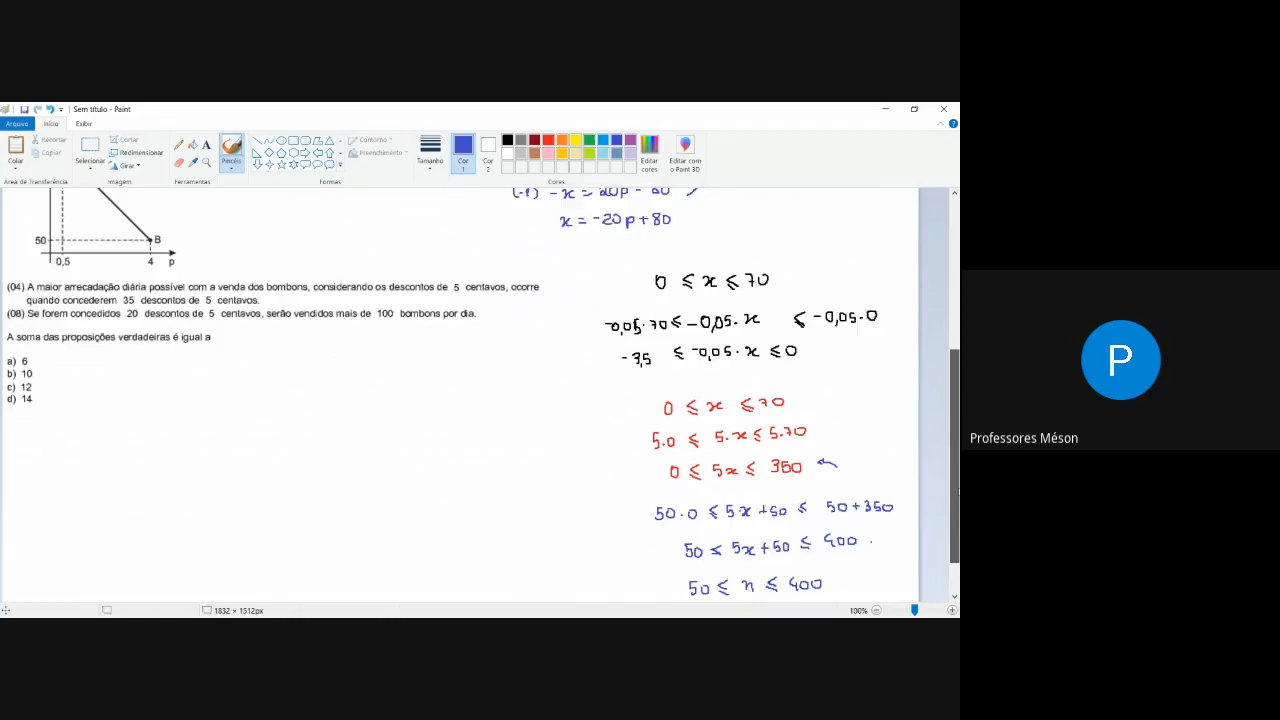 Sem título - Paint
Arquivo Início Exibir
Colar
Recortar
Copiar
Área de Transferência
Selecionar
Cortar
Redimensionar
Girar
Imagem
A
Ferramentas
Pincéis
Contorno
Preenchimento
Formas
Tamanho
Cor 1
Cor 2
Editar cores
Editar com o Paint 3D
Cores
50
B
0,5
4
p
(04) A maior arrecadação diária possível com a venda dos bombons, considerando os descontos de 5 centavos, ocorre
quando concederem 35 descontos de 5 centavos.
(08) Se forem concedidos 20 descontos de 5 centavos, serão vendidos mais de 100 bombons por dia.
A soma das proposições verdadeiras é igual a
a) 6
b) 10
c) 12
d) 14
(-1) -x = 20p - 80
x = -20p + 80
0 ≤ x ≤ 70
-0,05·70 ≤ -0,05·x ≤ -0,05·0
-3,5 ≤ -0,05·x ≤ 0
0 ≤ x ≤ 70
5·0 ≤ 5·x ≤ 5·70
0 ≤ 5x ≤ 350
50·0 ≤ 5·x+50 ≤ 50+350
50 ≤ 5x+50 ≤ 400
50 ≤ n ≤ 400
1832 × 1512px
100%
P
Professores Méson